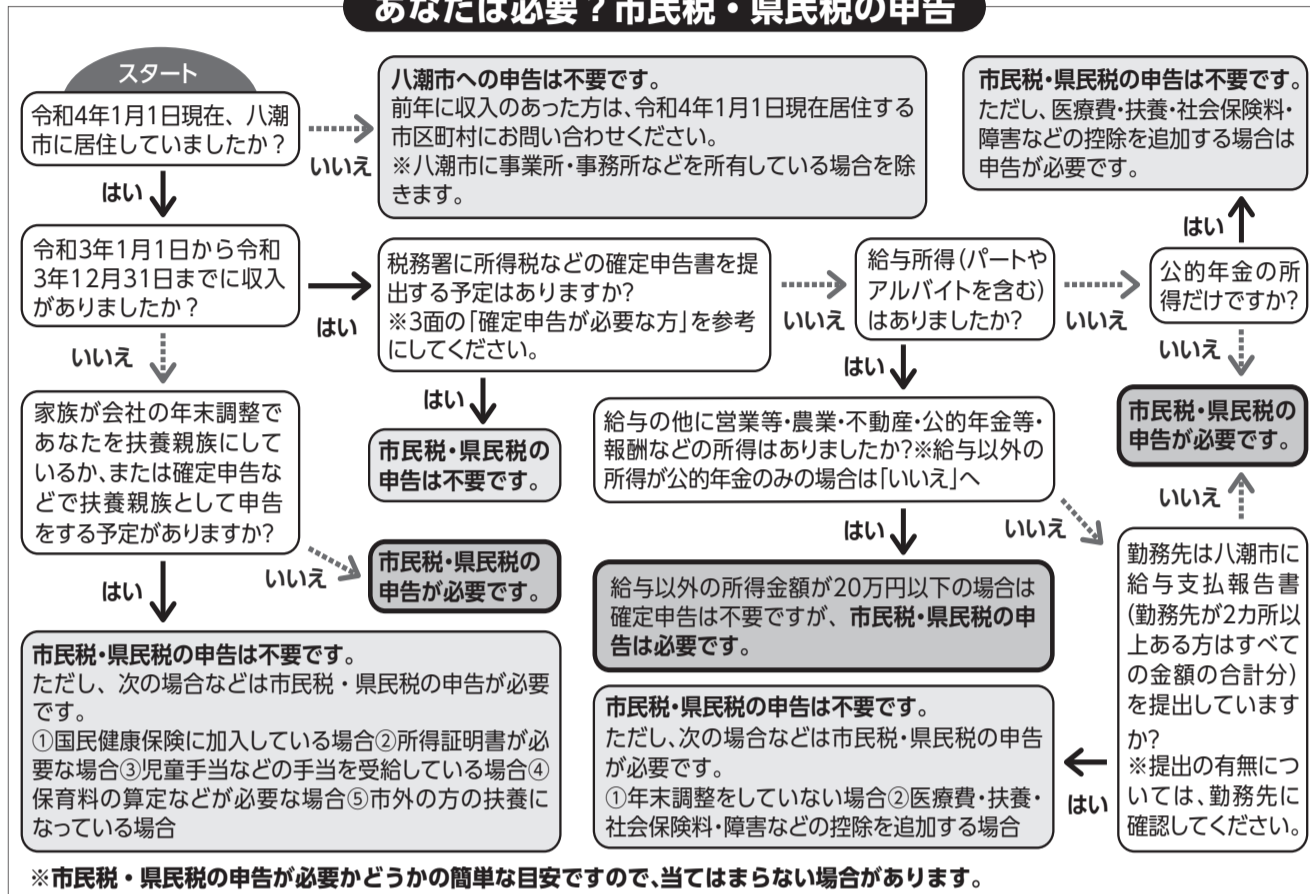 あなたは必要？市民税・県民税の申告
スタート
令和4年1月1日現在、八潮
市に居住していましたか？
いいえ
はい
八潮市への申告は不要です。
前年に収入のあった方は、令和4年1月1日現在居住する
市区町村にお問い合わせください。
※八潮市に事業所・事務所などを所有している場合を除
きます。
市民税・県民税の申告は不要です。
ただし、医療費・扶養・社会保険料・
障害などの控除を追加する場合は
申告が必要です。
はい
令和3年1月1日から令和
3年12月31日までに収入
がありましたか？
はい
いいえ
税務署に所得税などの確定申告書を提
出する予定はありますか？
※3面の「確定申告が必要な方」を参考
にしてください。
いいえ
はい
給与所得（パートや
アルバイトを含む）
はありましたか？
いいえ
はい
公的年金の所
得だけですか？
いいえ
家族が会社の年末調整で
あなたを扶養親族にして
いるか、または確定申告な
どで扶養親族として申告
をする予定がありますか？
いいえ
はい
市民税・県民税の
申告は不要です。
市民税・県民税の
申告が必要です。
給与の他に営業等・農業・不動産・公的年金等・
報酬などの所得はありましたか？※給与以外の
所得が公的年金のみの場合は「いいえ」へ
はい
いいえ
市民税・県民税の
申告が必要です。
いいえ
勤務先は八潮市に
給与支払報告書
（勤務先が2カ所以
上ある方はすべて
の金額の合計分）
を提出しています
か？
※提出の有無につ
いては、勤務先に
確認してください。
はい
給与以外の所得金額が20万円以下の場合は
確定申告は不要ですが、市民税・県民税の申
告は必要です。
市民税・県民税の申告は不要です。
ただし、次の場合などは市民税・県民税の申告が必要
です。
①国民健康保険に加入している場合②所得証明書が必
要な場合③児童手当などの手当を受給している場合④
保育料の算定などが必要な場合⑤市外の方の扶養に
なっている場合
市民税・県民税の申告は不要です。
ただし、次の場合などは市民税・県民税の申告
が必要です。
①年末調整をしていない場合②医療費・扶養・
社会保険料・障害などの控除を追加する場合
※市民税・県民税の申告が必要かどうかの簡単な目安ですので、当てはまらない場合があります。